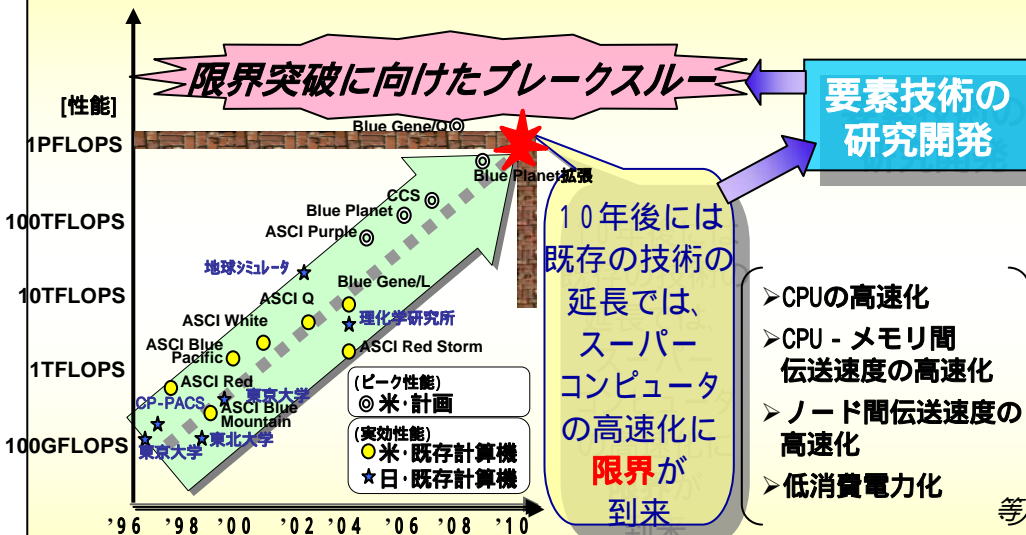 限界突破に向けたブレークスルー
要素技術の
研究開発
[性能]
1PFLOPS
100TFLOPS
10TFLOPS
1TFLOPS
100GFLOPS
Blue Gene/Q
Blue Planet拡張
CCS
Blue Planet
ASCI Purple
地球シミュレータ
Blue Gene/L
ASCI Q
理化学研究所
ASCI White
ASCI Blue
Pacific
ASCI Red Storm
ASCI Red
東京大学
CP-PACS
ASCI Blue
Mountain
東北大学
東京大学
(ピーク性能)
◎米・計画
(実効性能)
○米・既存計算機
★日・既存計算機
'96 '98 '00 '02 '04 '06 '08 '10
10年後には
既存の技術の
延長では、
スーパー
コンピュータ
の高速化に
限界が
到来
➢CPUの高速化
➢CPU - メモリ間
伝送速度の高速化
➢ノード間伝送速度の
高速化
➢低消費電力化
等